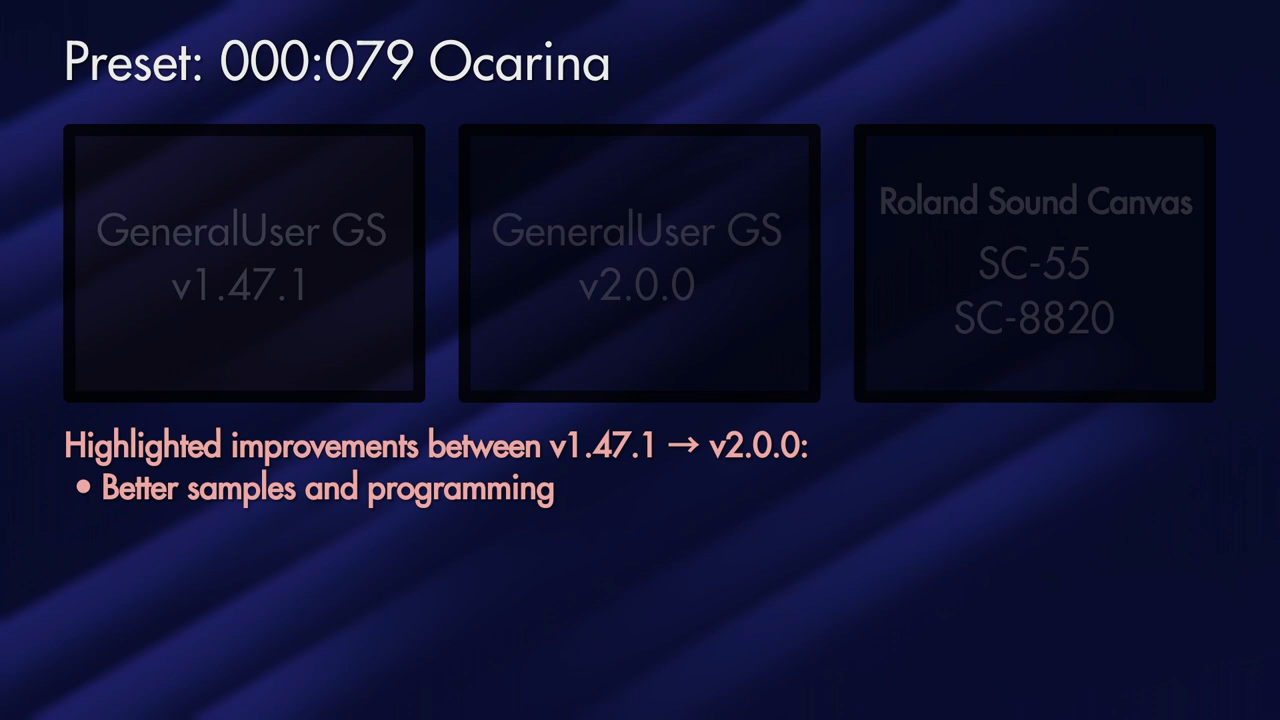 Preset: 000:079 Ocarina
GeneralUser GS
v1.47.1
GeneralUser GS
v2.0.0
Roland Sound Canvas
SC-55
SC-8820
Highlighted improvements between v1.47.1 → v2.0.0:
• Better samples and programming